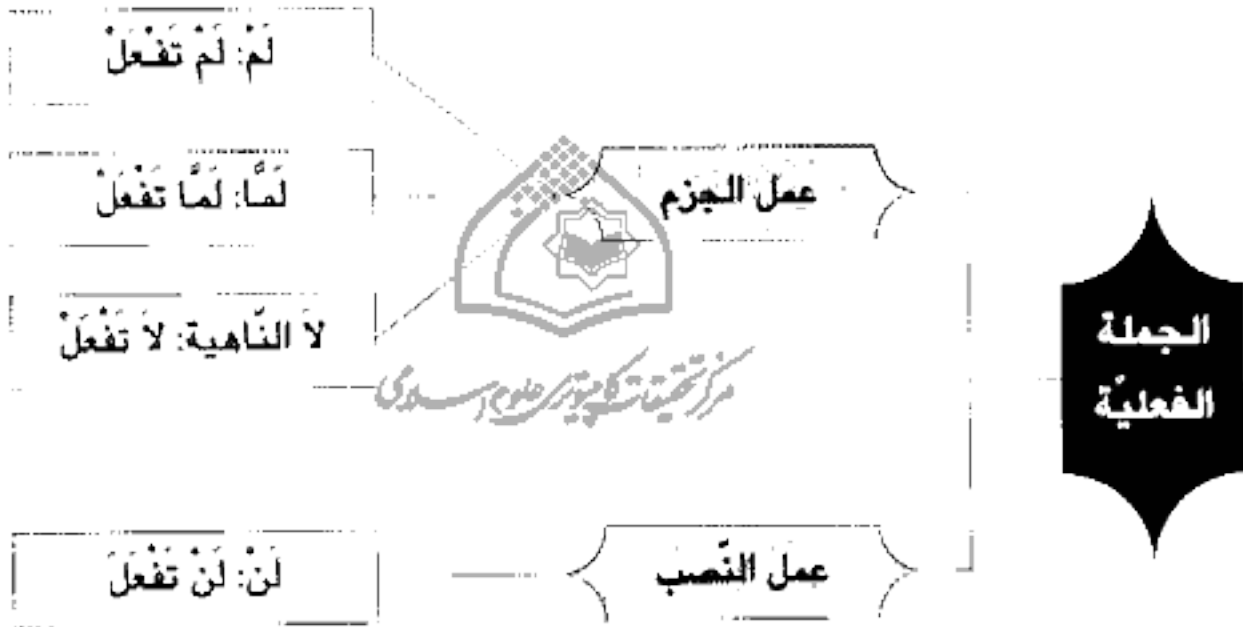 الجملة
الفعليّة
عمل الجزم
لَمْ: لَمْ تَفْعَلْ
لَمَّا: لَمَّا تَفْعَلْ
لاَ النّاهية: لاَ تَفْعَلْ
عمل النّصب
لَنْ: لَنْ تَفْعَلَ
مرکز تحقیقات کامپیوتری علوم اسلامی